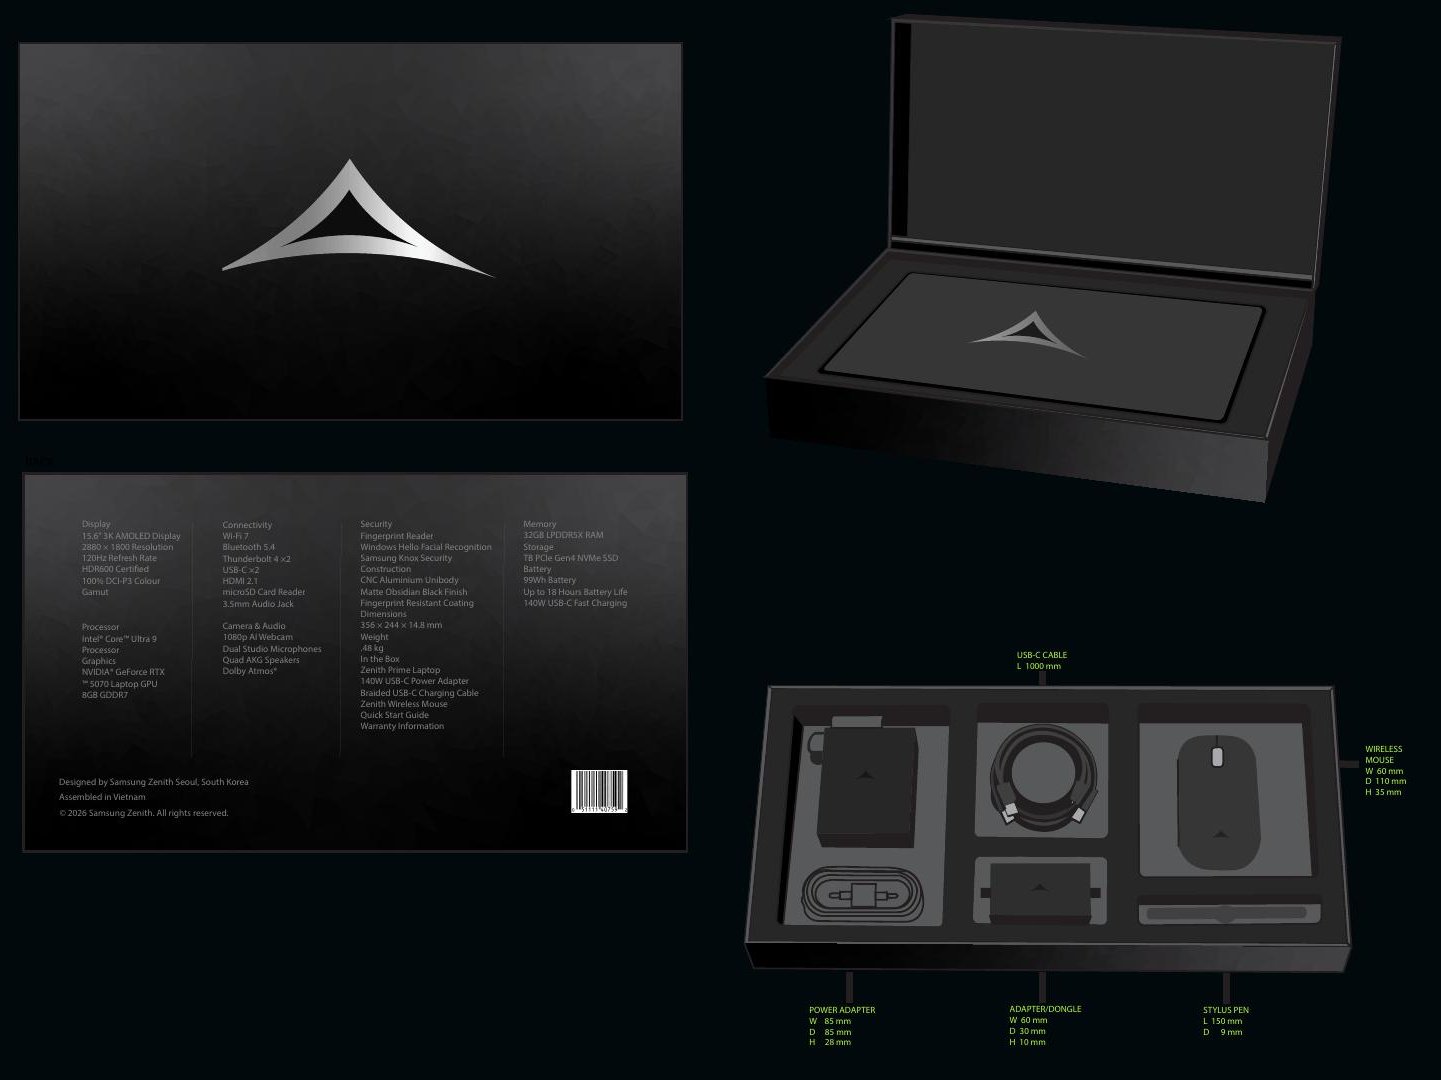 Display
15.6" 3K AMOLED Display
2880 × 1800 Resolution
120Hz Refresh Rate
HDR600 Certified
100% DCI-P3 Colour
Gamut
Processor
Intel® Core™ Ultra 9
Processor
Graphics
NVIDIA® GeForce RTX
™ 5070 Laptop GPU
8GB GDDR7
Connectivity
Wi-Fi 7
Bluetooth 5.4
Thunderbolt 4 ×2
USB-C ×2
HDMI 2.1
microSD Card Reader
3.5mm Audio Jack
Camera & Audio
1080p AI Webcam
Dual Studio Microphones
Quad AKG Speakers
Dolby Atmos®
Security
Fingerprint Reader
Windows Hello Facial Recognition
Samsung Knox Security
Construction
CNC Aluminium Unibody
Matte Obsidian Black Finish
Fingerprint Resistant Coating
Dimensions
356 × 244 × 14.8 mm
Weight
.48 kg
In the Box
Zenith Prime Laptop
140W USB-C Power Adapter
Braided USB-C Charging Cable
Zenith Wireless Mouse
Quick Start Guide
Warranty Information
Memory
32GB LPDDR5X RAM
Storage
TB PCIe Gen4 NVMe SSD
Battery
99Wh Battery
Up to 18 Hours Battery Life
140W USB-C Fast Charging
Designed by Samsung Zenith Seoul, South Korea
Assembled in Vietnam
© 2026 Samsung Zenith. All rights reserved.
USB-C CABLE
L 1000 mm
WIRELESS
MOUSE
W 60 mm
D 110 mm
H 35 mm
POWER ADAPTER
W 85 mm
D 85 mm
H 28 mm
ADAPTER/DONGLE
W 60 mm
D 30 mm
H 10 mm
STYLUS PEN
L 150 mm
D 9 mm